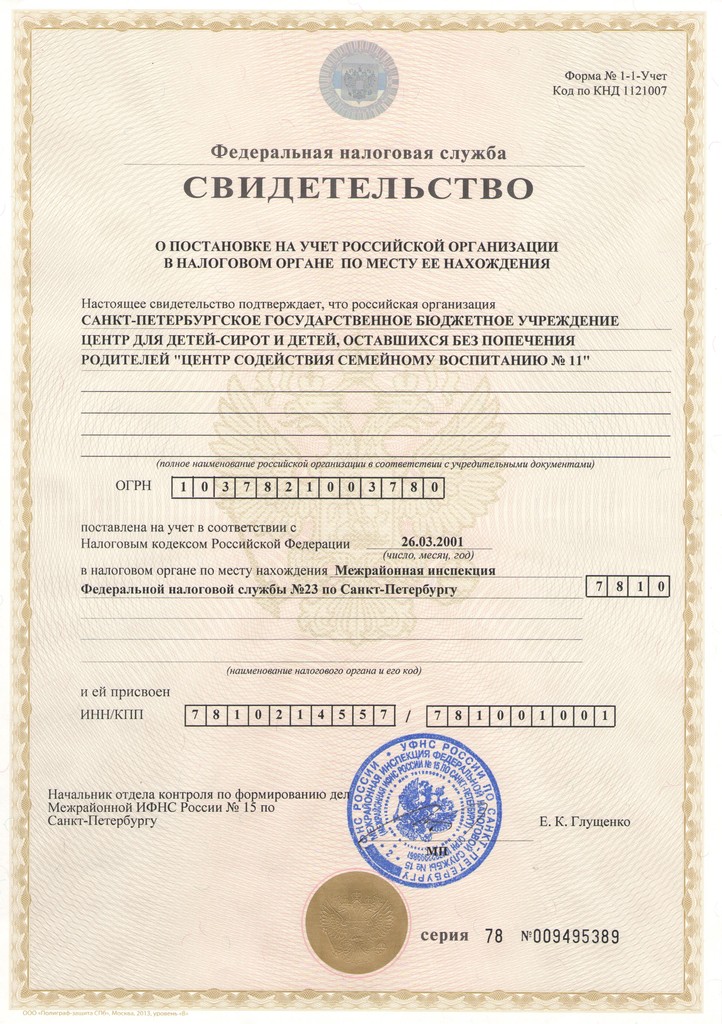 Форма № 1-1-Учет
Код по КНД 1121007
Федеральная налоговая служба
СВИДЕТЕЛЬСТВО
О ПОСТАНОВКЕ НА УЧЕТ РОССИЙСКОЙ ОРГАНИЗАЦИИ
В НАЛОГОВОМ ОРГАНЕ ПО МЕСТУ ЕЕ НАХОЖДЕНИЯ
Настоящее свидетельство подтверждает, что российская организация
САНКТ-ПЕТЕРБУРГСКОЕ ГОСУДАРСТВЕННОЕ БЮДЖЕТНОЕ УЧРЕЖДЕНИЕ
ЦЕНТР ДЛЯ ДЕТЕЙ-СИРОТ И ДЕТЕЙ, ОСТАВШИХСЯ БЕЗ ПОПЕЧЕНИЯ
РОДИТЕЛЕЙ "ЦЕНТР СОДЕЙСТВИЯ СЕМЕЙНОМУ ВОСПИТАНИЮ № 11"
(полное наименование российской организации в соответствии с учредительными документами)
ОГРН 1 0 3 7 8 2 1 0 0 3 7 8 0
поставлена на учет в соответствии с
Налоговым кодексом Российской Федерации 26.03.2001
(число, месяц, год)
в налоговом органе по месту нахождения Межрайонная инспекция
Федеральной налоговой службы №23 по Санкт-Петербургу 7 8 1 0
(наименование налогового органа и его код)
и ей присвоен
ИНН/КПП 7 8 1 0 2 1 4 5 5 7 / 7 8 1 0 0 1 0 0 1
Начальник отдела контроля по формированию дел
Межрайонной ИФНС России № 15 по
Санкт-Петербургу
Е. К. Глущенко
УФНС РОССИИ ПО САНКТ-ПЕТЕРБУРГУ
МП
серия 78 №009495389
ООО «Полиграф-защита СПб», Москва, 2013, уровень «В»